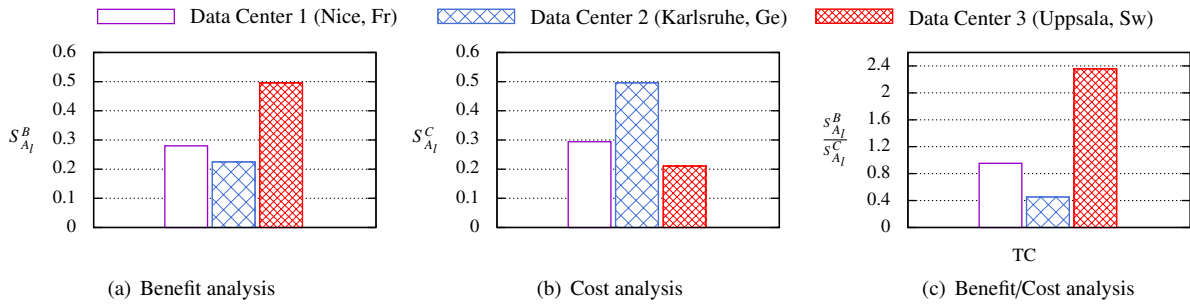 Data Center 1 (Nice, Fr) Data Center 2 (Karlsruhe, Ge) Data Center 3 (Uppsala, Sw)
0.6
0.5
0.4
0.3
0.2
0.1
0
S^B_{A_l}
(a) Benefit analysis
0.6
0.5
0.4
0.3
0.2
0.1
0
S^C_{A_l}
(b) Cost analysis
2.4
2
1.6
1.2
0.8
0.4
0
S^B_{A_l}
S^C_{A_l}
TC
(c) Benefit/Cost analysis